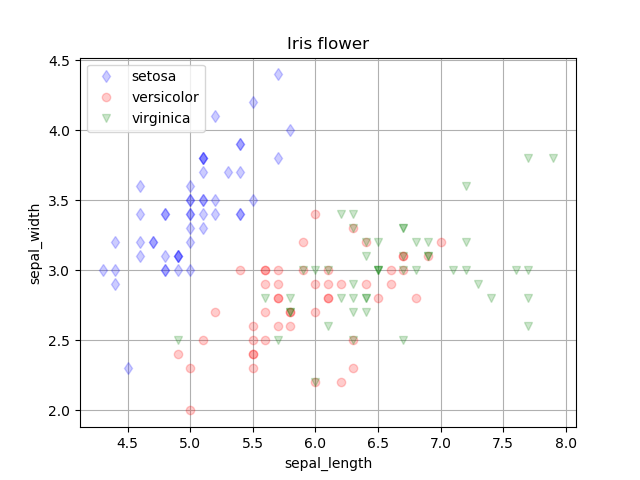 Iris flower
setosa
versicolor
virginica
4.5
4.0
3.5
3.0
2.5
2.0
sepal_width
4.5 5.0 5.5 6.0 6.5 7.0 7.5 8.0
sepal_length